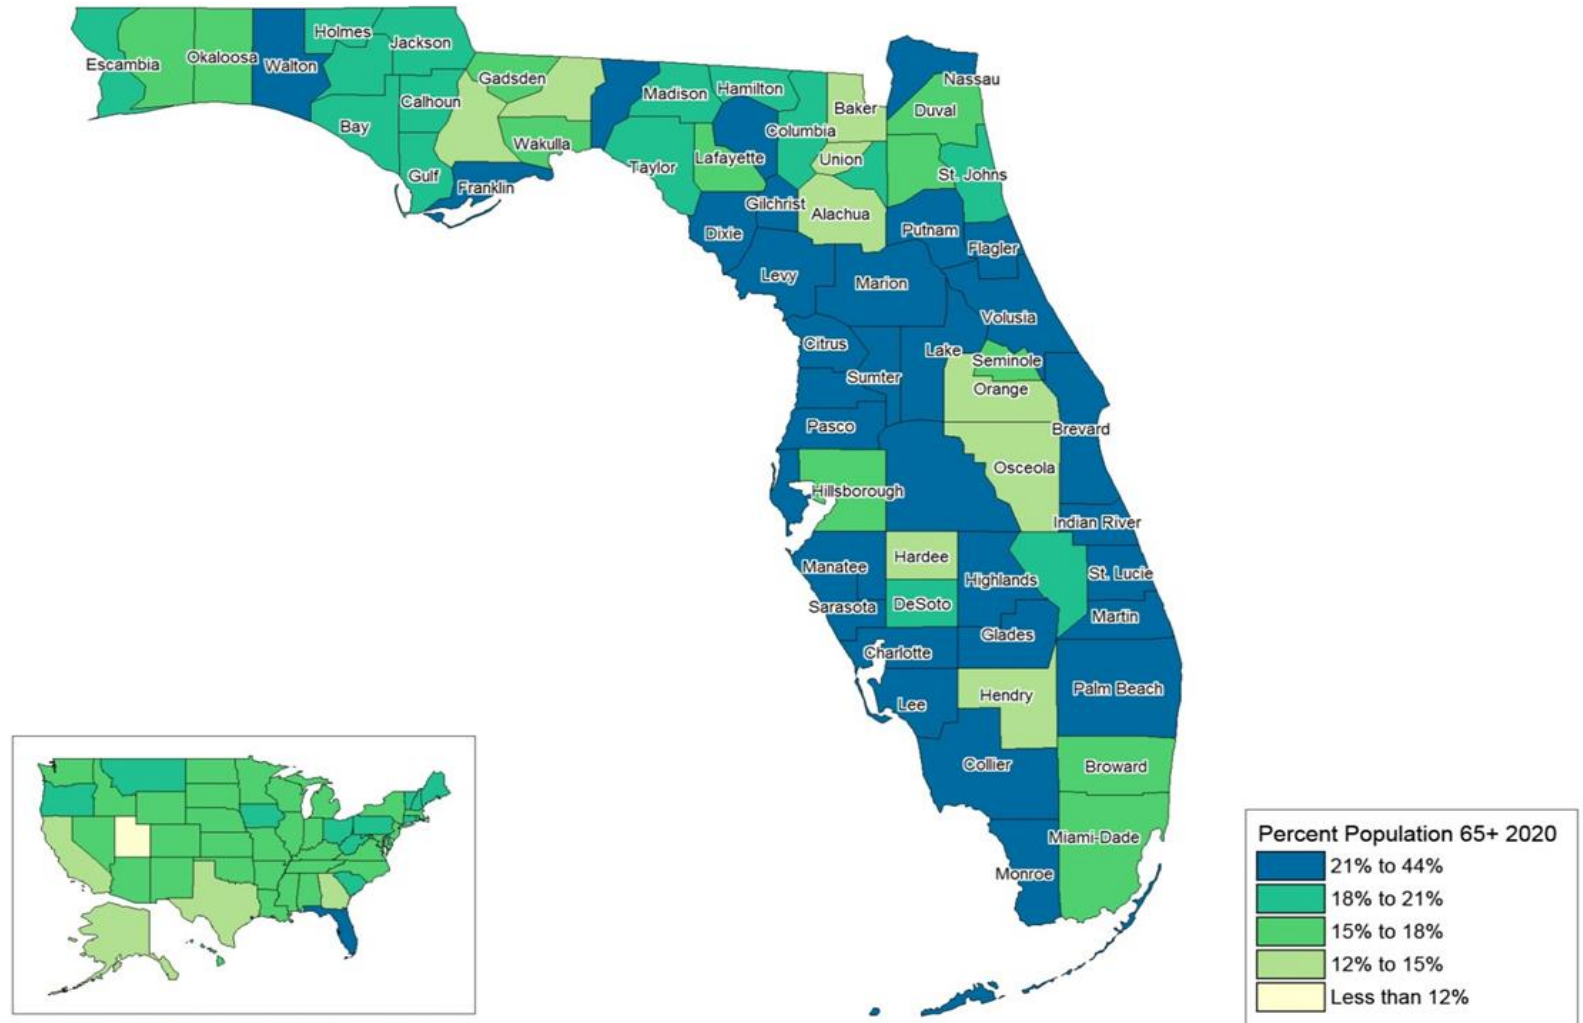 Holmes
Jackson
Escambia
Okaloosa
Walton
Gadsden
Nassau
Madison
Hamilton
Calhoun
Baker
Duval
Bay
Columbia
Wakulla
Lafayette
Union
Taylor
St. Johns
Gulf
Franklin
Gilchrist
Alachua
Dixie
Putnam
Flagler
Levy
Marion
Volusia
Citrus
Lake
Seminole
Sumter
Orange
Pasco
Brevard
Osceola
Hillsborough
Indian River
Hardee
Manatee
Highlands
St. Lucie
Sarasota
DeSoto
Martin
Glades
Charlotte
Palm Beach
Hendry
Lee
Collier
Broward
Miami-Dade
Monroe
Percent Population 65+ 2020
21% to 44%
18% to 21%
15% to 18%
12% to 15%
Less than 12%